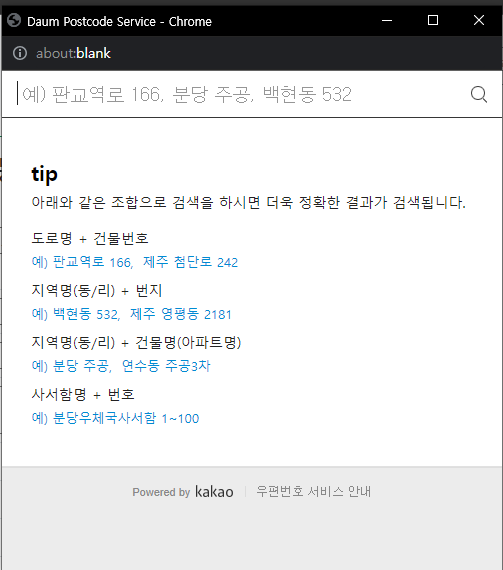 Daum Postcode Service - Chrome
about:blank
예) 판교역로 166, 분당 주공, 백현동 532
tip
아래와 같은 조합으로 검색을 하시면 더욱 정확한 결과가 검색됩니다.
도로명 + 건물번호
예) 판교역로 166, 제주 첨단로 242
지역명(동/리) + 번지
예) 백현동 532, 제주 영평동 2181
지역명(동/리) + 건물명(아파트명)
예) 분당 주공, 연수동 주공3차
사서함명 + 번호
예) 분당우체국사서함 1~100
Powered by kakao 우편번호 서비스 안내